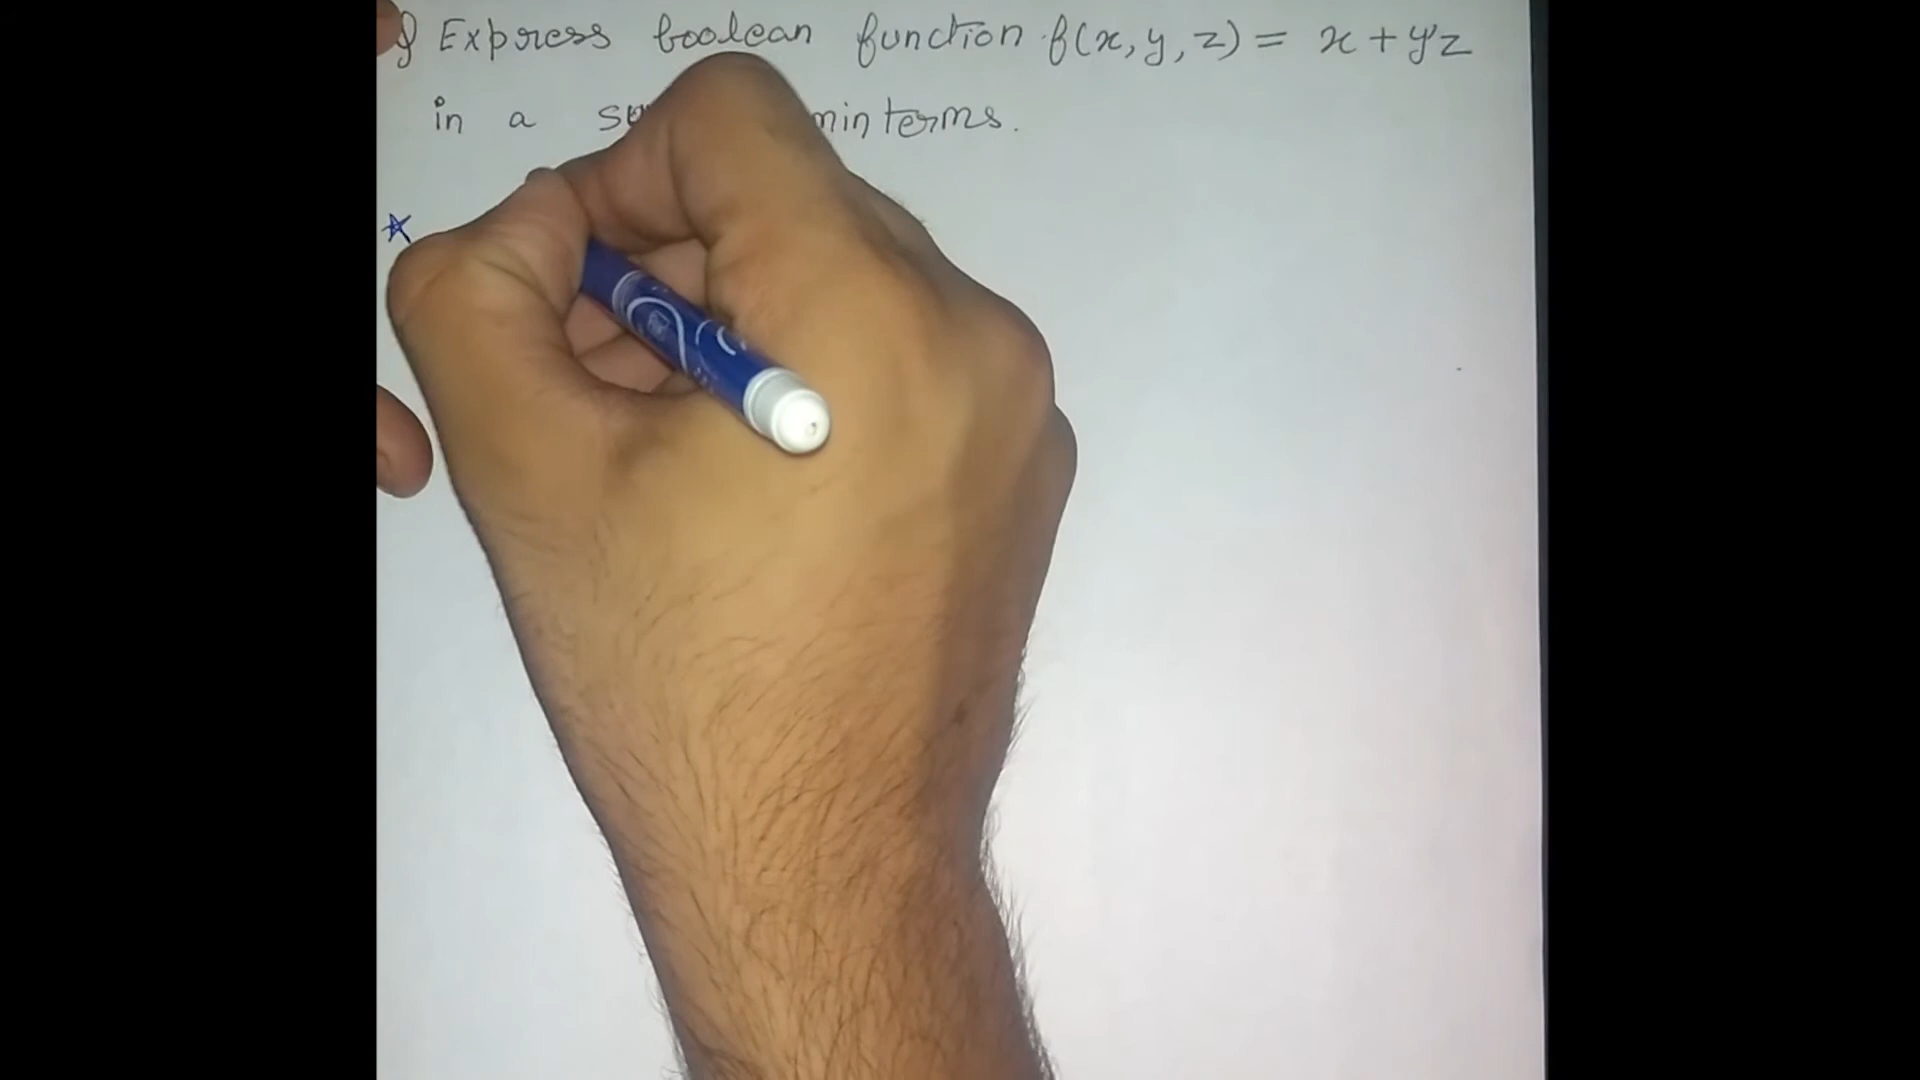 Q Express boolean function f(x, y, z) = x + y'z
in a minterms.